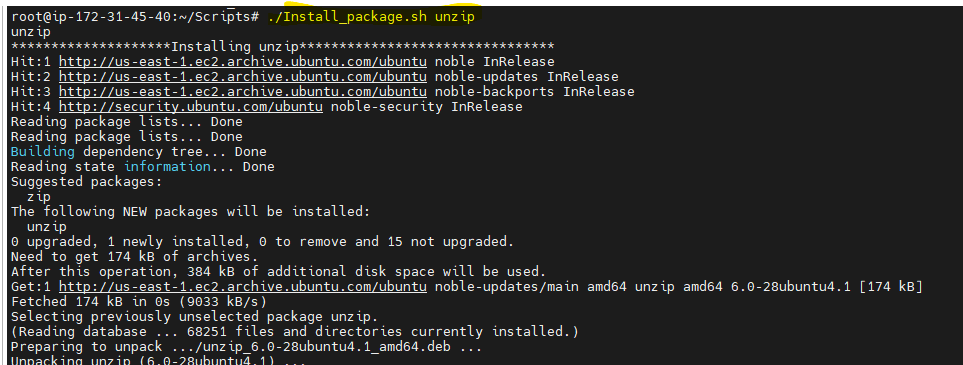 root@ip-172-31-45-40:~/Scripts# ./Install_package.sh unzip
unzip
********************Installing unzip********************************
Hit:1 http://us-east-1.ec2.archive.ubuntu.com/ubuntu noble InRelease
Hit:2 http://us-east-1.ec2.archive.ubuntu.com/ubuntu noble-updates InRelease
Hit:3 http://us-east-1.ec2.archive.ubuntu.com/ubuntu noble-backports InRelease
Hit:4 http://security.ubuntu.com/ubuntu noble-security InRelease
Reading package lists... Done
Reading package lists... Done
Building dependency tree... Done
Reading state information... Done
Suggested packages:
  zip
The following NEW packages will be installed:
  unzip
0 upgraded, 1 newly installed, 0 to remove and 15 not upgraded.
Need to get 174 kB of archives.
After this operation, 384 kB of additional disk space will be used.
Get:1 http://us-east-1.ec2.archive.ubuntu.com/ubuntu noble-updates/main amd64 unzip amd64 6.0-28ubuntu4.1 [174 kB]
Fetched 174 kB in 0s (9033 kB/s)
Selecting previously unselected package unzip.
(Reading database ... 68251 files and directories currently installed.)
Preparing to unpack .../unzip_6.0-28ubuntu4.1_amd64.deb ...
Unpacking unzip (6.0-28ubuntu4.1) ...